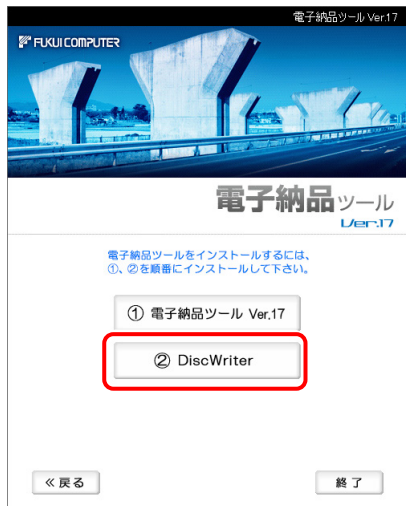 電子納品ツール Ver.17
FUKUI COMPUTER
電子納品ツール
Ver.17
電子納品ツールをインストールするには、
①、②を順番にインストールして下さい。
① 電子納品ツール Ver.17
② DiscWriter
≪戻る
終了